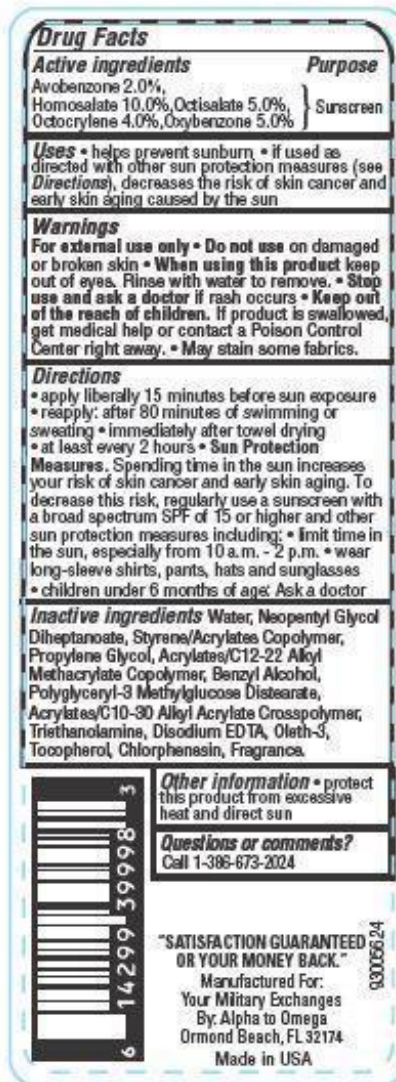 Drug Facts
Active ingredients Purpose
Avobenzone 2.0%,
Homosalate 10.0%,Octisalate 5.0%,
Octocrylene 4.0%,Oxybenzone 5.0%
Sunscreen
Uses • helps prevent sunburn • if used as
directed with other sun protection measures (see
Directions), decreases the risk of skin cancer and
early skin aging caused by the sun
Warnings
For external use only • Do not use on damaged
or broken skin • When using this product keep
out of eyes. Rinse with water to remove. • Stop
use and ask a doctor if rash occurs • Keep out
of the reach of children. If product is swallowed,
get medical help or contact a Poison Control
Center right away. • May stain some fabrics.
Directions
• apply liberally 15 minutes before sun exposure
• reapply: after 80 minutes of swimming or
sweating • immediately after towel drying
• at least every 2 hours • Sun Protection
Measures. Spending time in the sun increases
your risk of skin cancer and early skin aging. To
decrease this risk, regularly use a sunscreen with
a broad spectrum SPF of 15 or higher and other
sun protection measures including: • limit time in
the sun, especially from 10 a.m. - 2 p.m. • wear
long-sleeve shirts, pants, hats and sunglasses
• children under 6 months of age: Ask a doctor
Inactive ingredients Water, Neopentyl Glycol
Diheptanoate, Styrene/Acrylates Copolymer,
Propylene Glycol, Acrylates/C12-22 Alkyl
Methacrylate Copolymer, Benzyl Alcohol,
Polyglyceryl-3 Methylglucose Distearate,
Acrylates/C10-30 Alkyl Acrylate Crosspolymer,
Triethanolamine, Disodium EDTA, Oleth-3,
Tocopherol, Chlorphenesin, Fragrance.
Other information • protect
this product from excessive
heat and direct sun
Questions or comments?
Call 1-386-673-2024
6 14299 39998 3
"SATISFACTION GUARANTEED
OR YOUR MONEY BACK."
Manufactured For:
Your Military Exchanges
By: Alpha to Omega
Ormond Beach, FL 32174
Made in USA
93005624